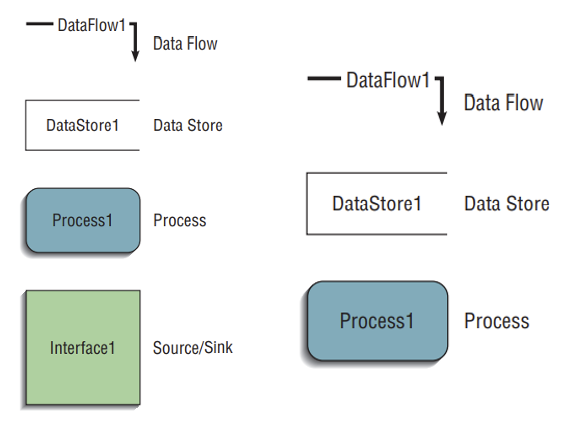 DataFlow1
Data Flow
DataStore1 Data Store
Process1 Process
Interface1 Source/Sink
DataFlow1
Data Flow
DataStore1 Data Store
Process1 Process